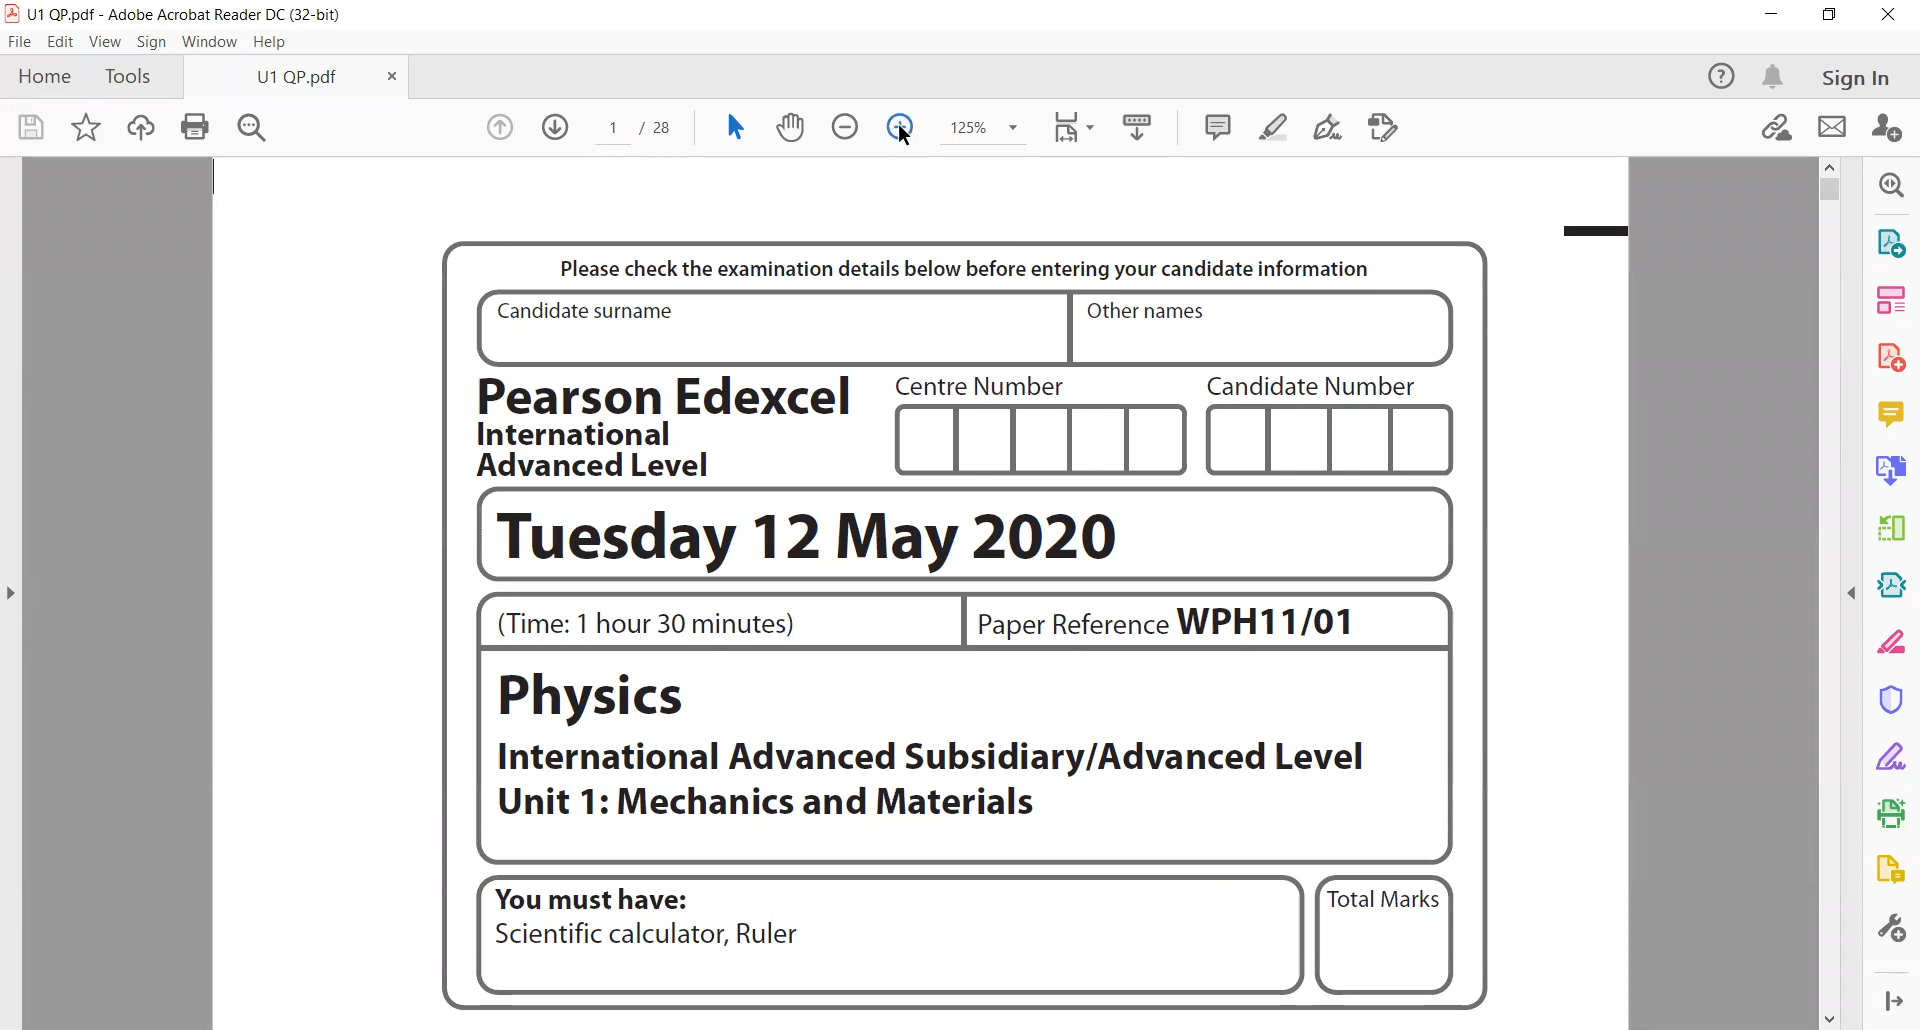 U1 QP.pdf - Adobe Acrobat Reader DC (32-bit)
File Edit View Sign Window Help
Home Tools U1 QP.pdf × Sign In
1 / 28 125%
Please check the examination details below before entering your candidate information
Candidate surname Other names
Pearson Edexcel
International
Advanced Level
Centre Number Candidate Number
Tuesday 12 May 2020
(Time: 1 hour 30 minutes) Paper Reference WPH11/01
Physics
International Advanced Subsidiary/Advanced Level
Unit 1: Mechanics and Materials
You must have:
Scientific calculator, Ruler
Total Marks